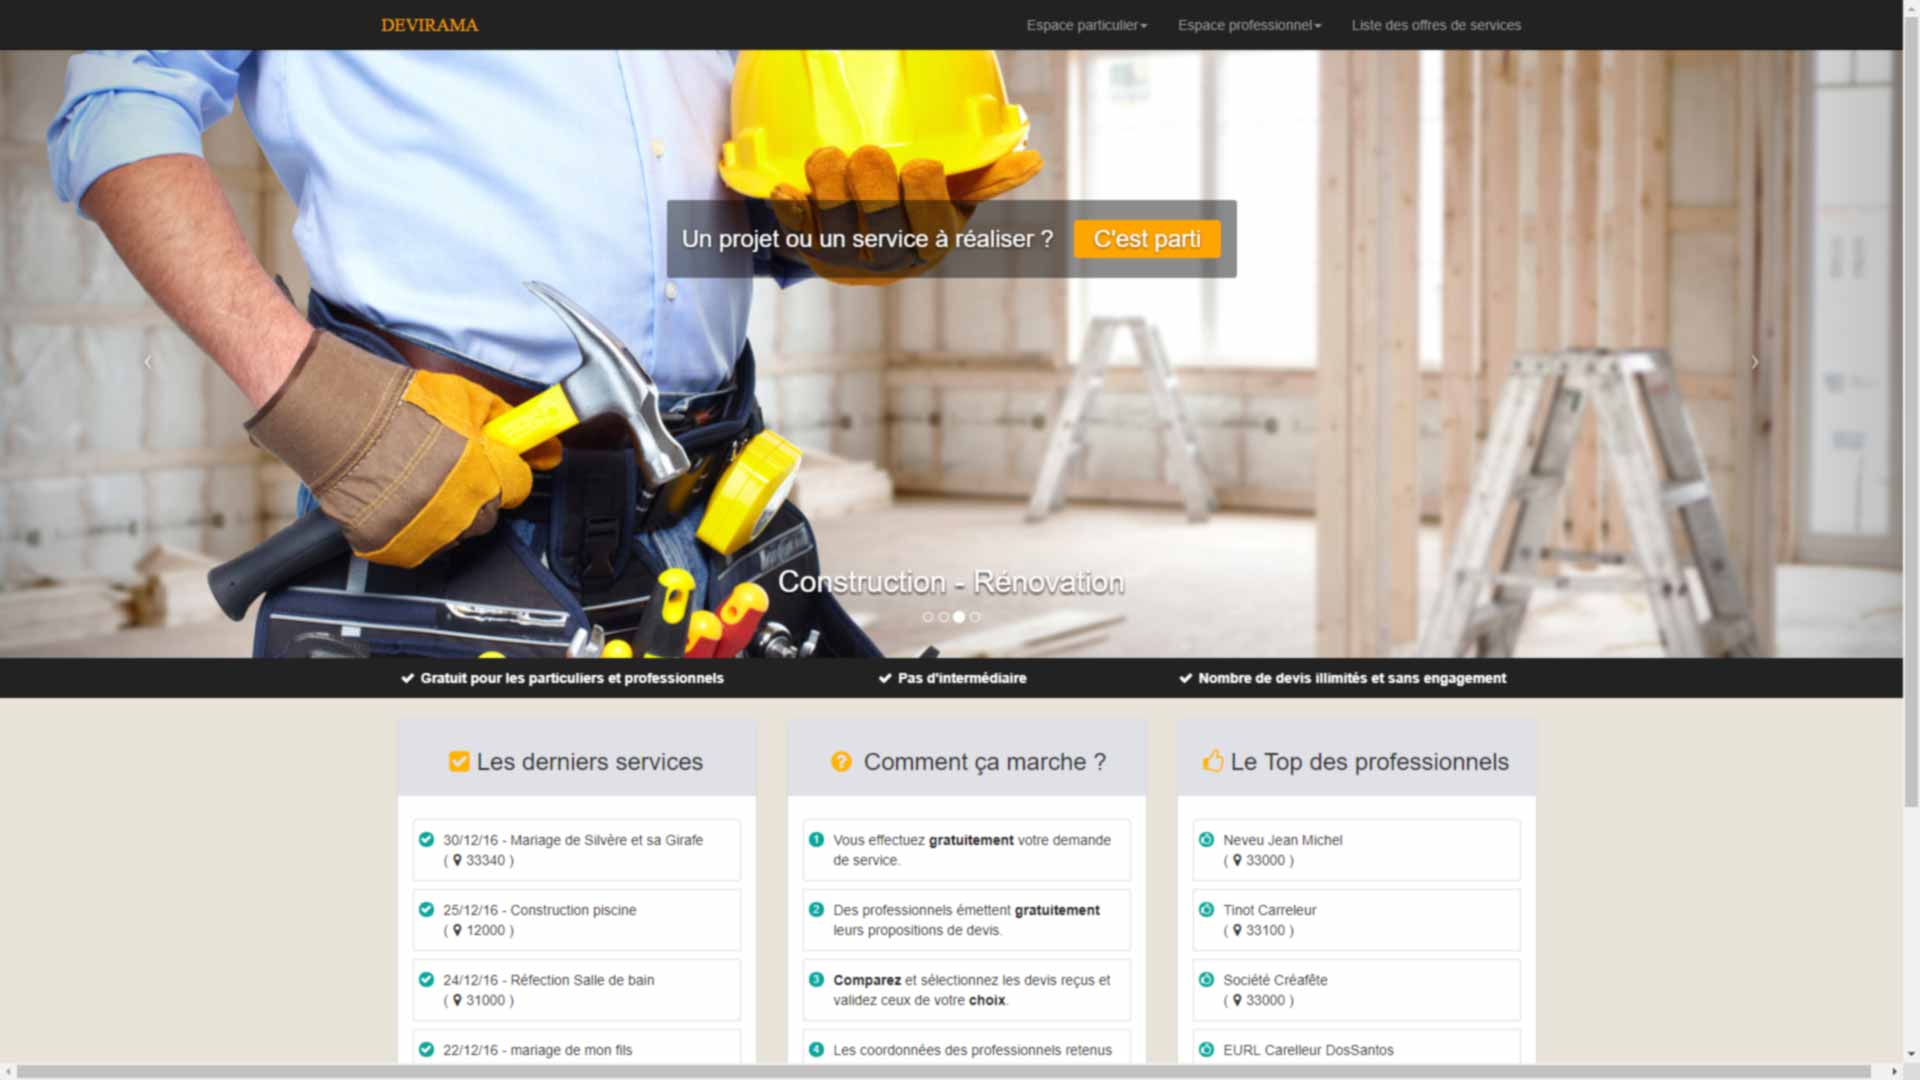 DEVIRAMA
Espace particulier
Espace professionnel
Liste des offres de services
Un projet ou un service à réaliser ?
C'est parti
Construction - Rénovation
Gratuit pour les particuliers et professionnels
Pas d'intermédiaire
Nombre de devis illimités et sans engagement
Les derniers services
30/12/16 - Mariage de Silvère et sa Girafe
( 33340 )
25/12/16 - Construction piscine
( 12000 )
24/12/16 - Réfection Salle de bain
( 31000 )
22/12/16 - mariage de mon fils
? Comment ça marche ?
1 Vous effectuez gratuitement votre demande
de service.
2 Des professionnels émettent gratuitement
leurs propositions de devis.
3 Comparez et sélectionnez les devis reçus et
validez ceux de votre choix.
4 Les coordonnées des professionnels retenus
Le Top des professionnels
Neveu Jean Michel
( 33000 )
Tinot Carreleur
( 33100 )
Société Créafête
( 33000 )
EURL Carelleur DosSantos